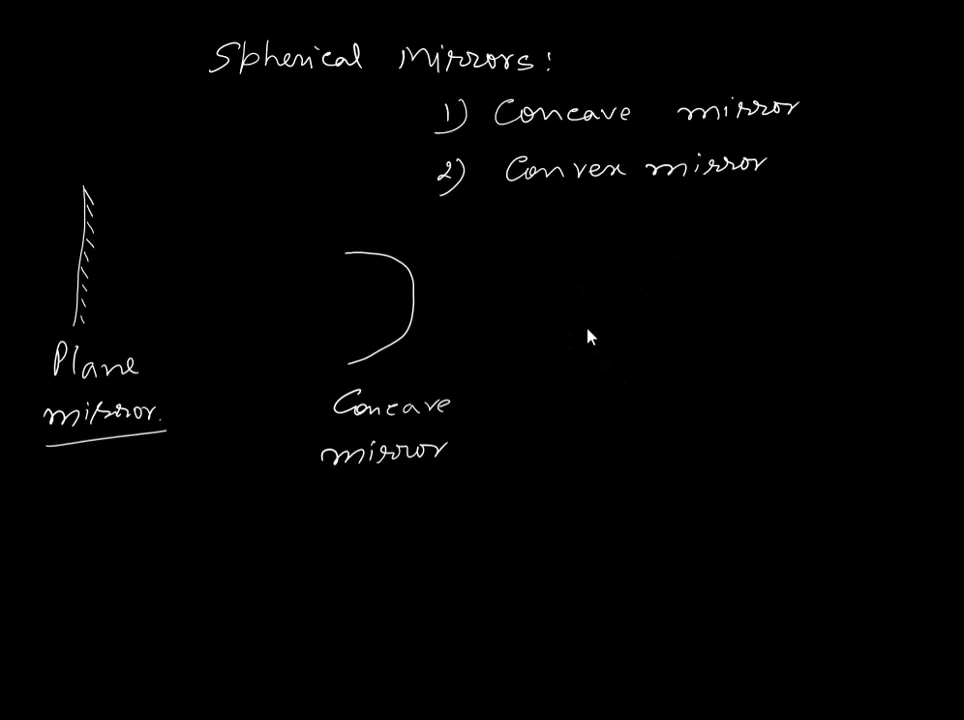 Spherical Mirrors:
1) Concave mirror
2) Convex mirror
Plane
mirror.
Concave
mirror